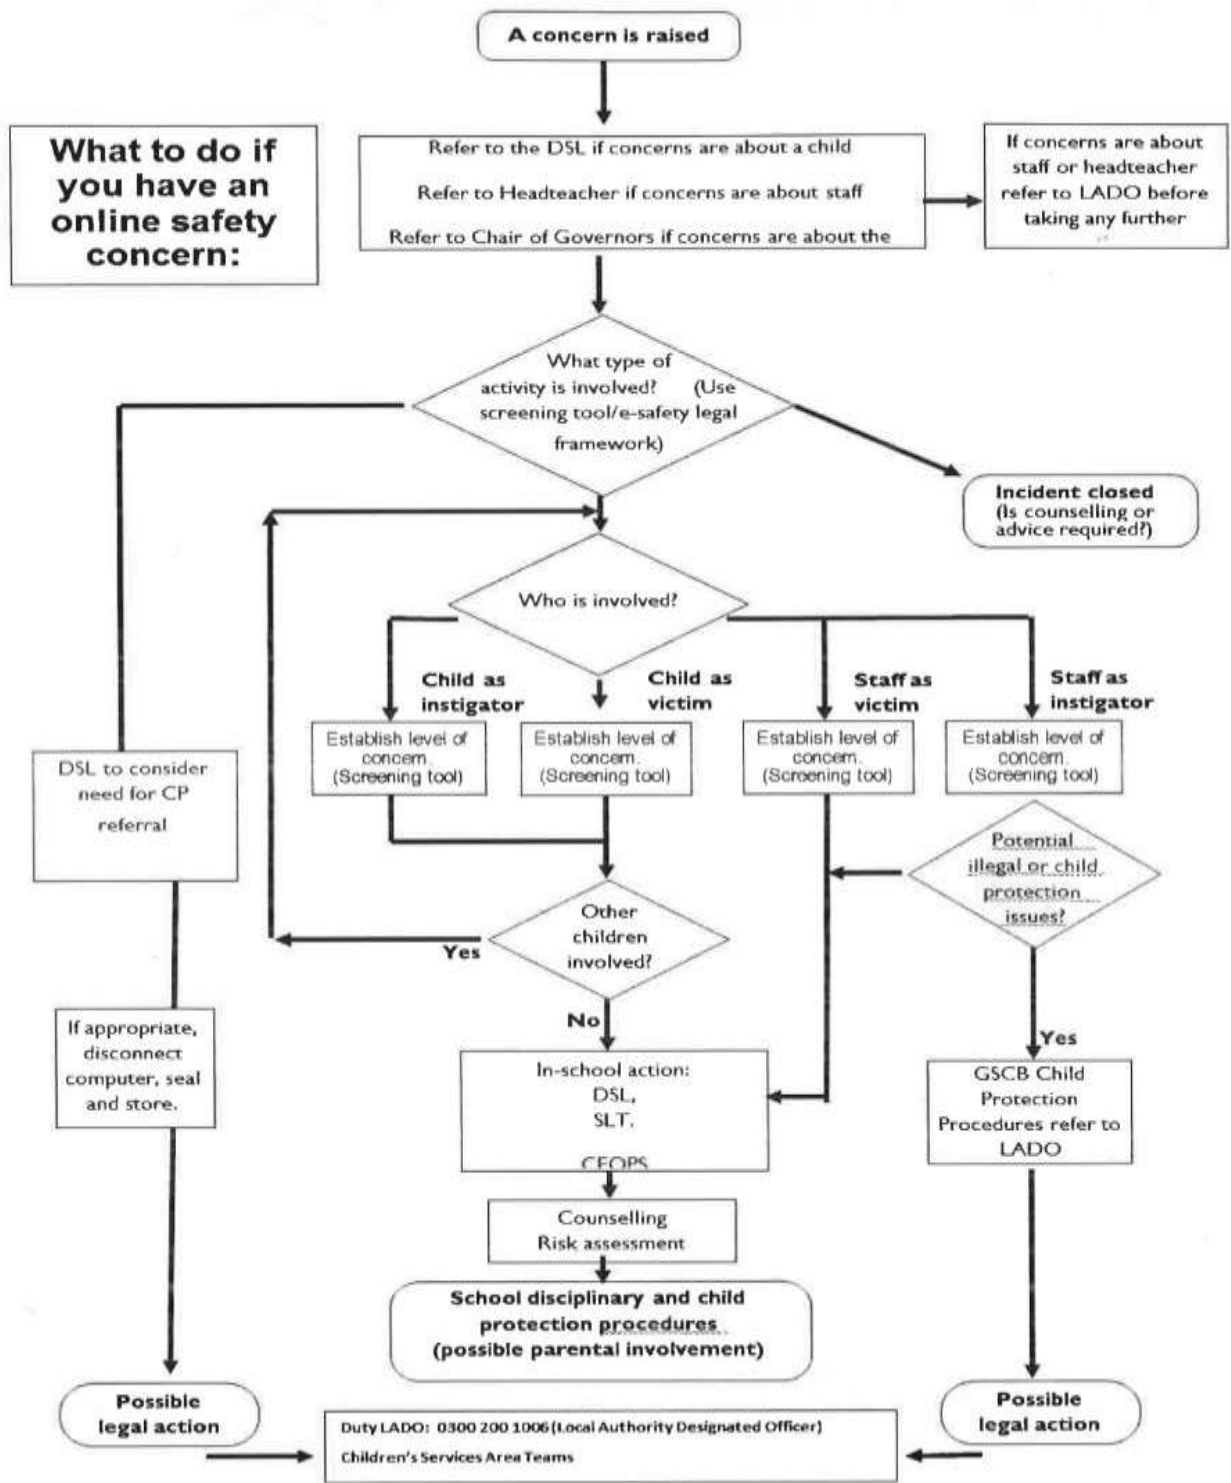 A concern is raised
What to do if
you have an
online safety
concern:
Refer to the DSL if concerns are about a child
Refer to Headteacher if concerns are about staff
Refer to Chair of Governors if concerns are about the
If concerns are about
staff or headteacher
refer to LADO before
taking any further
What type of
activity is involved? (Use
screening tool/e-safety legal
framework)
Incident closed
(Is counselling or
advice required?)
Who is involved?
Child as
instigator
Child as
victim
Staff as
victim
Staff as
instigator
Establish level of
concern.
(Screening tool)
Establish level of
concern.
(Screening tool)
Establish level of
concern.
(Screening tool)
Establish level of
concern.
(Screening tool)
DSL to consider
need for CP
referral
Potential
illegal or child
protection
issues?
Other
children
involved?
Yes
No
If appropriate,
disconnect
computer, seal
and store.
In-school action:
DSL,
SLT.
CEOPS
Yes
GSCB Child
Protection
Procedures refer to
LADO
Counselling
Risk assessment
School disciplinary and child
protection procedures
(possible parental involvement)
Possible
legal action
Possible
legal action
Duty LADO: 0300 200 1006 (Local Authority Designated Officer)
Children's Services Area Teams